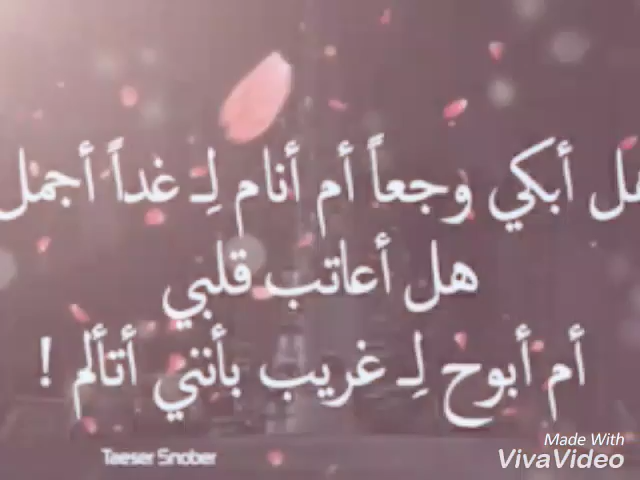 هل أبكي وجعاً أم أنام لِـ غداً أجمل
هل أعاتب قلبي
أم أبوح لِـ غريب بأنني أتألم !
Taeser Snober
Made With
VivaVideo